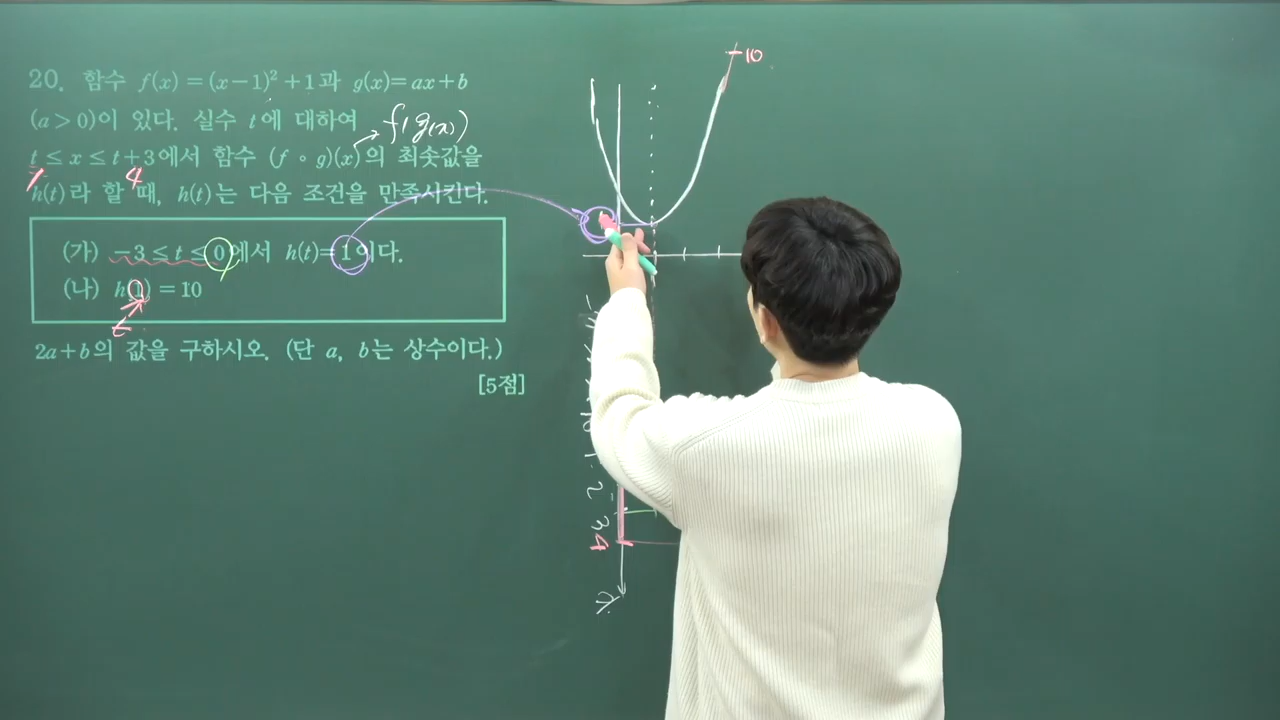 20. 함수 f(x)=(x-1)²+1과 g(x)=ax+b
(a>0)이 있다. 실수 t에 대하여
f(g(x))
t≤x≤t+3에서 함수 (f∘g)(x)의 최솟값을
1 4
h(t)라 할 때, h(t)는 다음 조건을 만족시킨다.
(가) -3≤t≤0에서 h(t)=1이다.
(나) h(1)=10
t
2a+b의 값을 구하시오. (단 a, b는 상수이다.)
[5점]
10
0
1
2
3
4
x